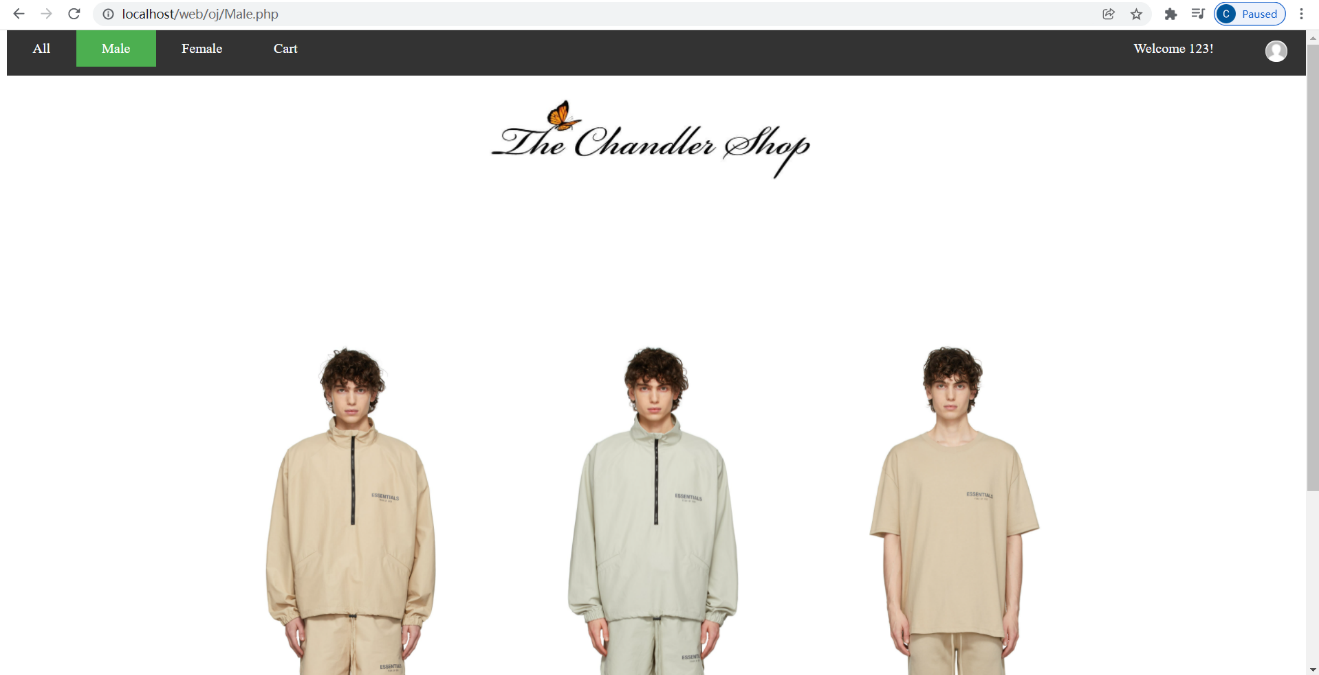 localhost/web/oj/Male.php
C Paused
All Male Female Cart Welcome 123!
The Chandler Shop
ESSENTIALS
ESSENTIALS
ESSENTIALS
ESSENTIALS
ESSENTIALS